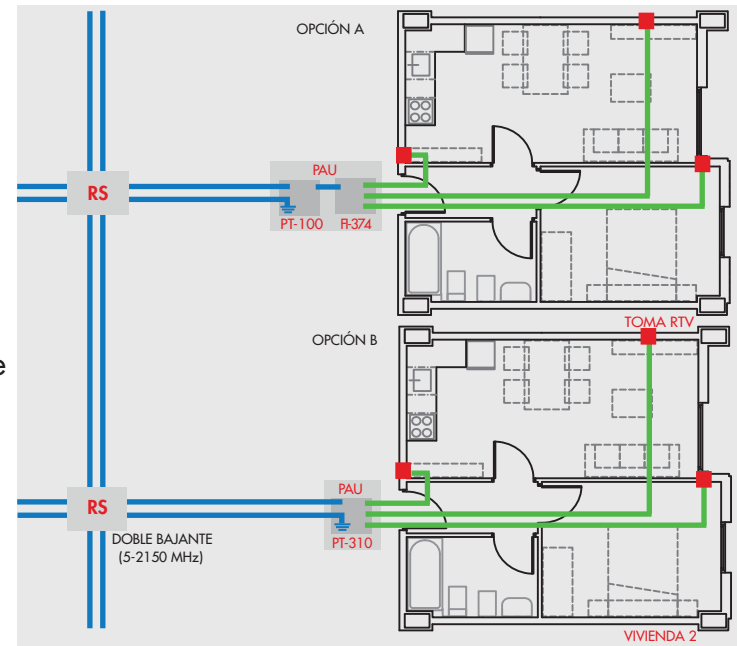 OPCIÓN A
PAU
RS
PT-100 FI-374
TOMA RTV
OPCIÓN B
e
PAU
RS
DOBLE BAJANTE
(5-2150 MHz)
PT-310
VIVIENDA 2